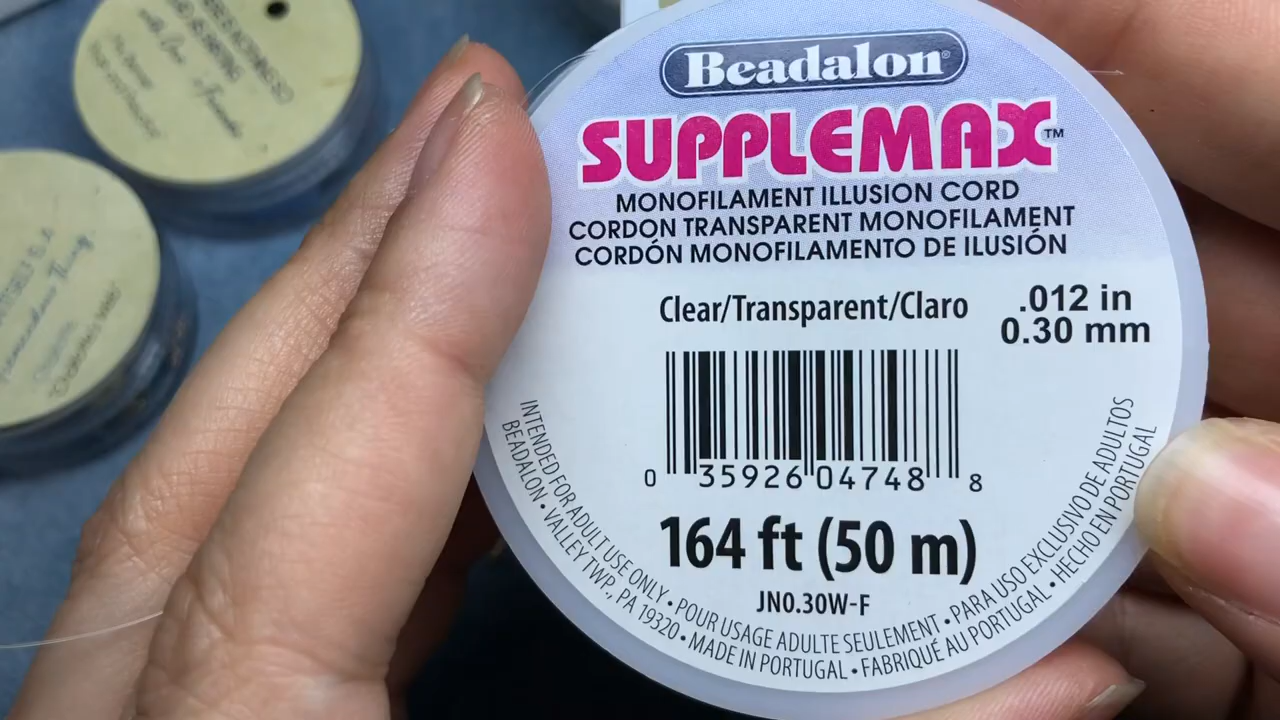 Beadalon®
SUPPLEMAX™
MONOFILAMENT ILLUSION CORD
CORDON TRANSPARENT MONOFILAMENT
CORDÓN MONOFILAMENTO DE ILUSIÓN
Clear/Transparent/Claro
.012 in
0.30 mm
0 35926 04748 8
164 ft (50 m)
JN0.30W-F
INTENDED FOR ADULT USE ONLY • POUR USAGE ADULTE SEULEMENT • PARA USO EXCLUSIVO DE ADULTOS
BEADALON • VALLEY TWP., PA 19320 • MADE IN PORTUGAL • FABRIQUÉ AU PORTUGAL • HECHO EN PORTUGAL